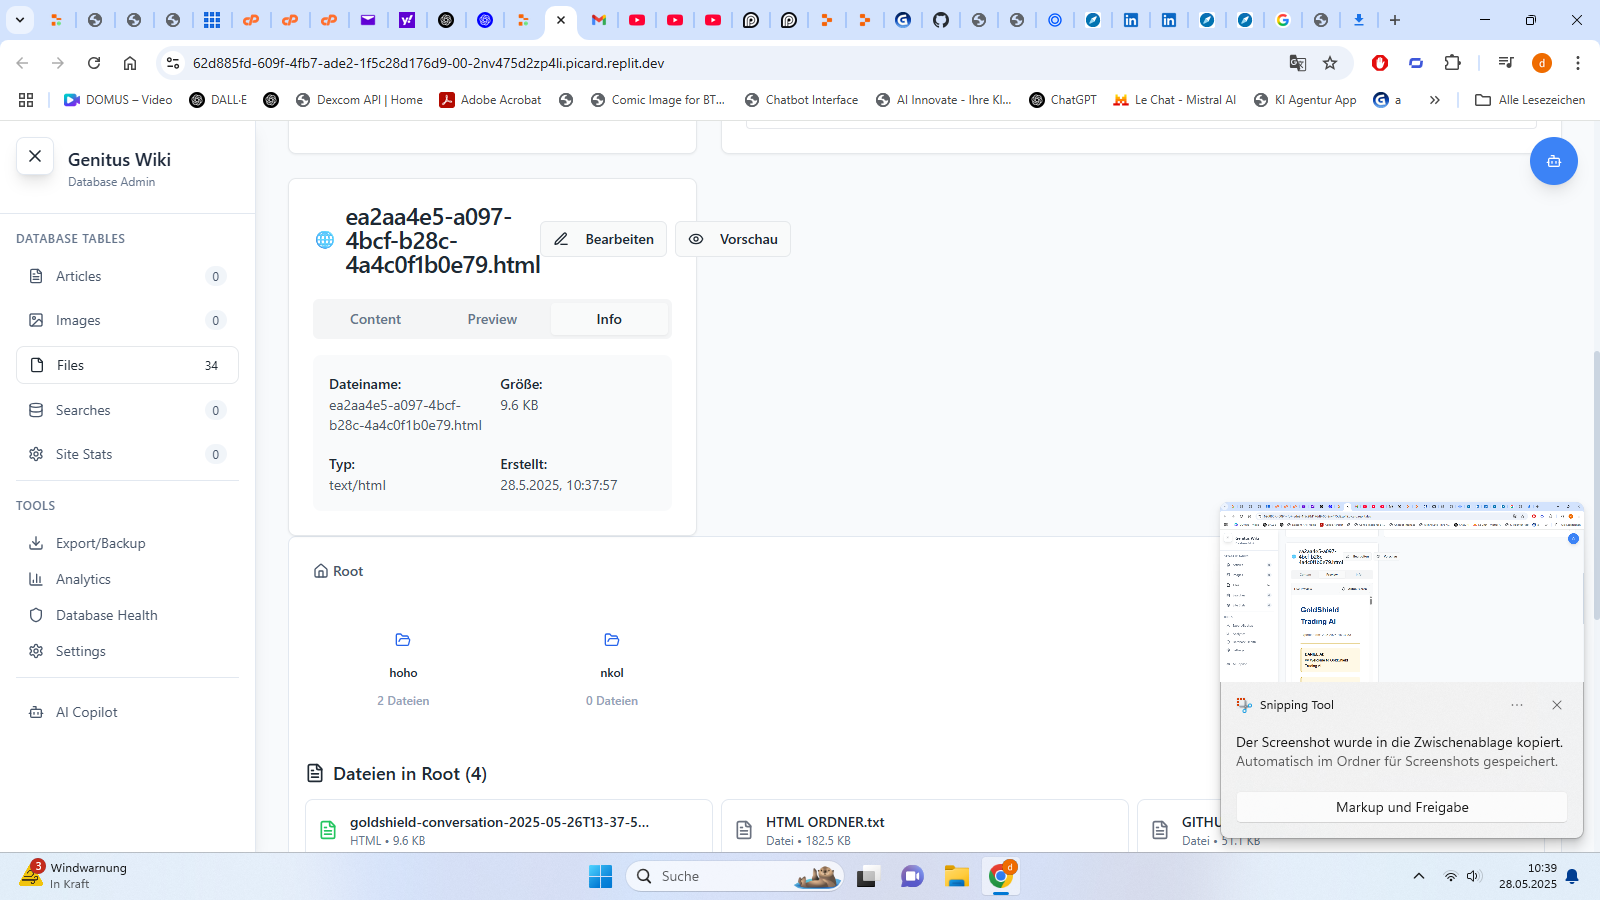 62d885fd-609f-4fb7-ade2-1f5c28d176d9-00-2nv475d2zp4li.picard.replit.dev
DOMUS – Video
DALL·E
Dexcom API | Home
Adobe Acrobat
Comic Image for BT...
Chatbot Interface
AI Innovate - Ihre KI...
ChatGPT
Le Chat - Mistral AI
KI Agentur App
a
Alle Lesezeichen
Genitus Wiki
Database Admin
DATABASE TABLES
Articles 0
Images 0
Files 34
Searches 0
Site Stats 0
TOOLS
Export/Backup
Analytics
Database Health
Settings
AI Copilot
ea2aa4e5-a097-
4bcf-b28c-
4a4c0f1b0e79.html
Bearbeiten
Vorschau
Content Preview Info
Dateiname:
ea2aa4e5-a097-4bcf-
b28c-4a4c0f1b0e79.html
Größe:
9.6 KB
Typ:
text/html
Erstellt:
28.5.2025, 10:37:57
Root
hoho
2 Dateien
nkol
0 Dateien
Dateien in Root (4)
goldshield-conversation-2025-05-26T13-37-5...
HTML • 9.6 KB
HTML ORDNER.txt
Datei • 182.5 KB
GITHU
Datei • 51.1 KB
GoldShield
Trading AI
Snipping Tool
Der Screenshot wurde in die Zwischenablage kopiert.
Automatisch im Ordner für Screenshots gespeichert.
Markup und Freigabe
3
Windwarnung
In Kraft
Suche
10:39
28.05.2025